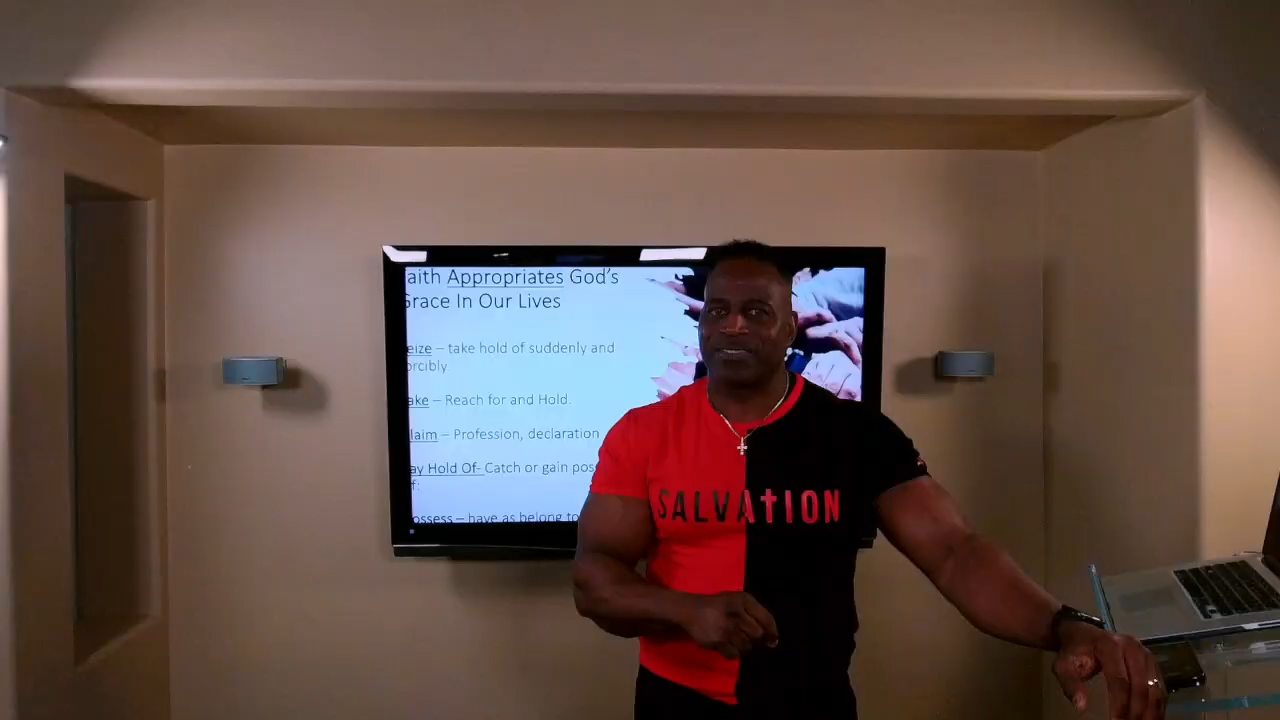 aith Appropriates God's
Grace In Our Lives
eize – take hold of suddenly and
orcibly
ake – Reach for and Hold.
laim – Profession, declaration
ay Hold Of- Catch or gain pos
f.
ossess – have as belong to
SALVATION